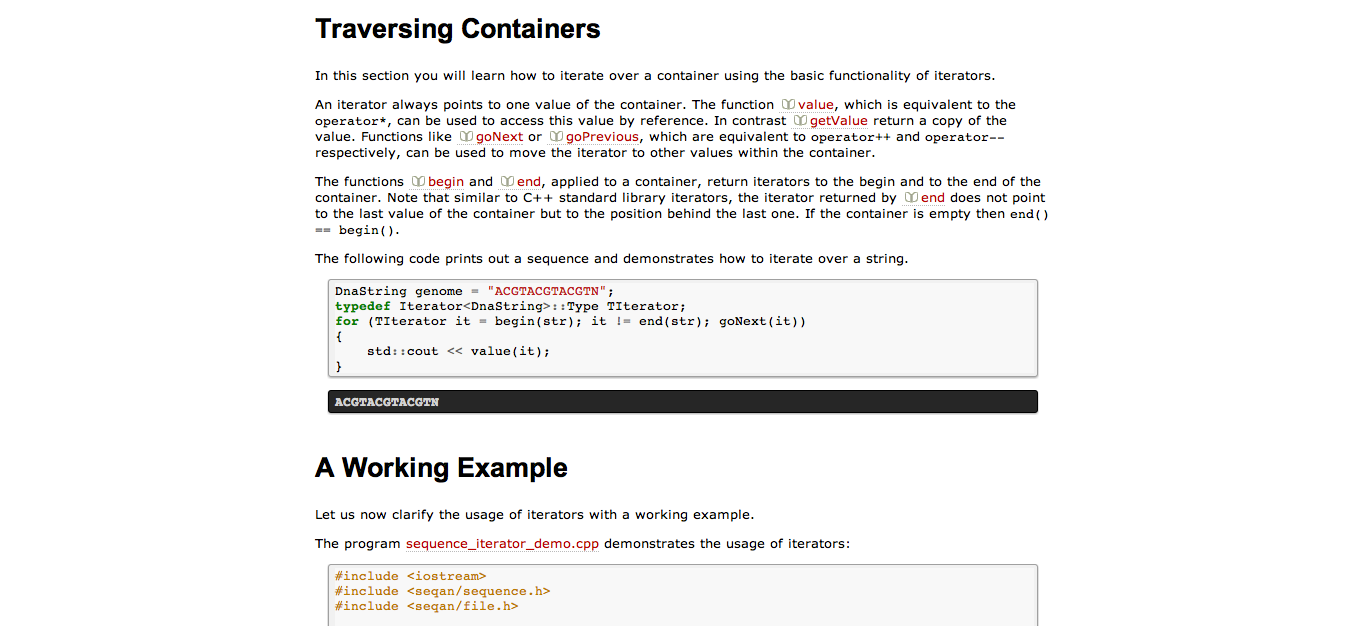 Traversing Containers
In this section you will learn how to iterate over a container using the basic functionality of iterators.
An iterator always points to one value of the container. The function value, which is equivalent to the
operator*, can be used to access this value by reference. In contrast getValue return a copy of the
value. Functions like goNext or goPrevious, which are equivalent to operator++ and operator--
respectively, can be used to move the iterator to other values within the container.
The functions begin and end, applied to a container, return iterators to the begin and to the end of the
container. Note that similar to C++ standard library iterators, the iterator returned by end does not point
to the last value of the container but to the position behind the last one. If the container is empty then end()
== begin().
The following code prints out a sequence and demonstrates how to iterate over a string.
DnaString genome = "ACGTACGTACGTN";
typedef Iterator<DnaString>::Type TIterator;
for (TIterator it = begin(str); it != end(str); goNext(it))
{
    std::cout << value(it);
}
ACGTACGTACGTN
A Working Example
Let us now clarify the usage of iterators with a working example.
The program sequence_iterator_demo.cpp demonstrates the usage of iterators:
#include <iostream>
#include <seqan/sequence.h>
#include <seqan/file.h>